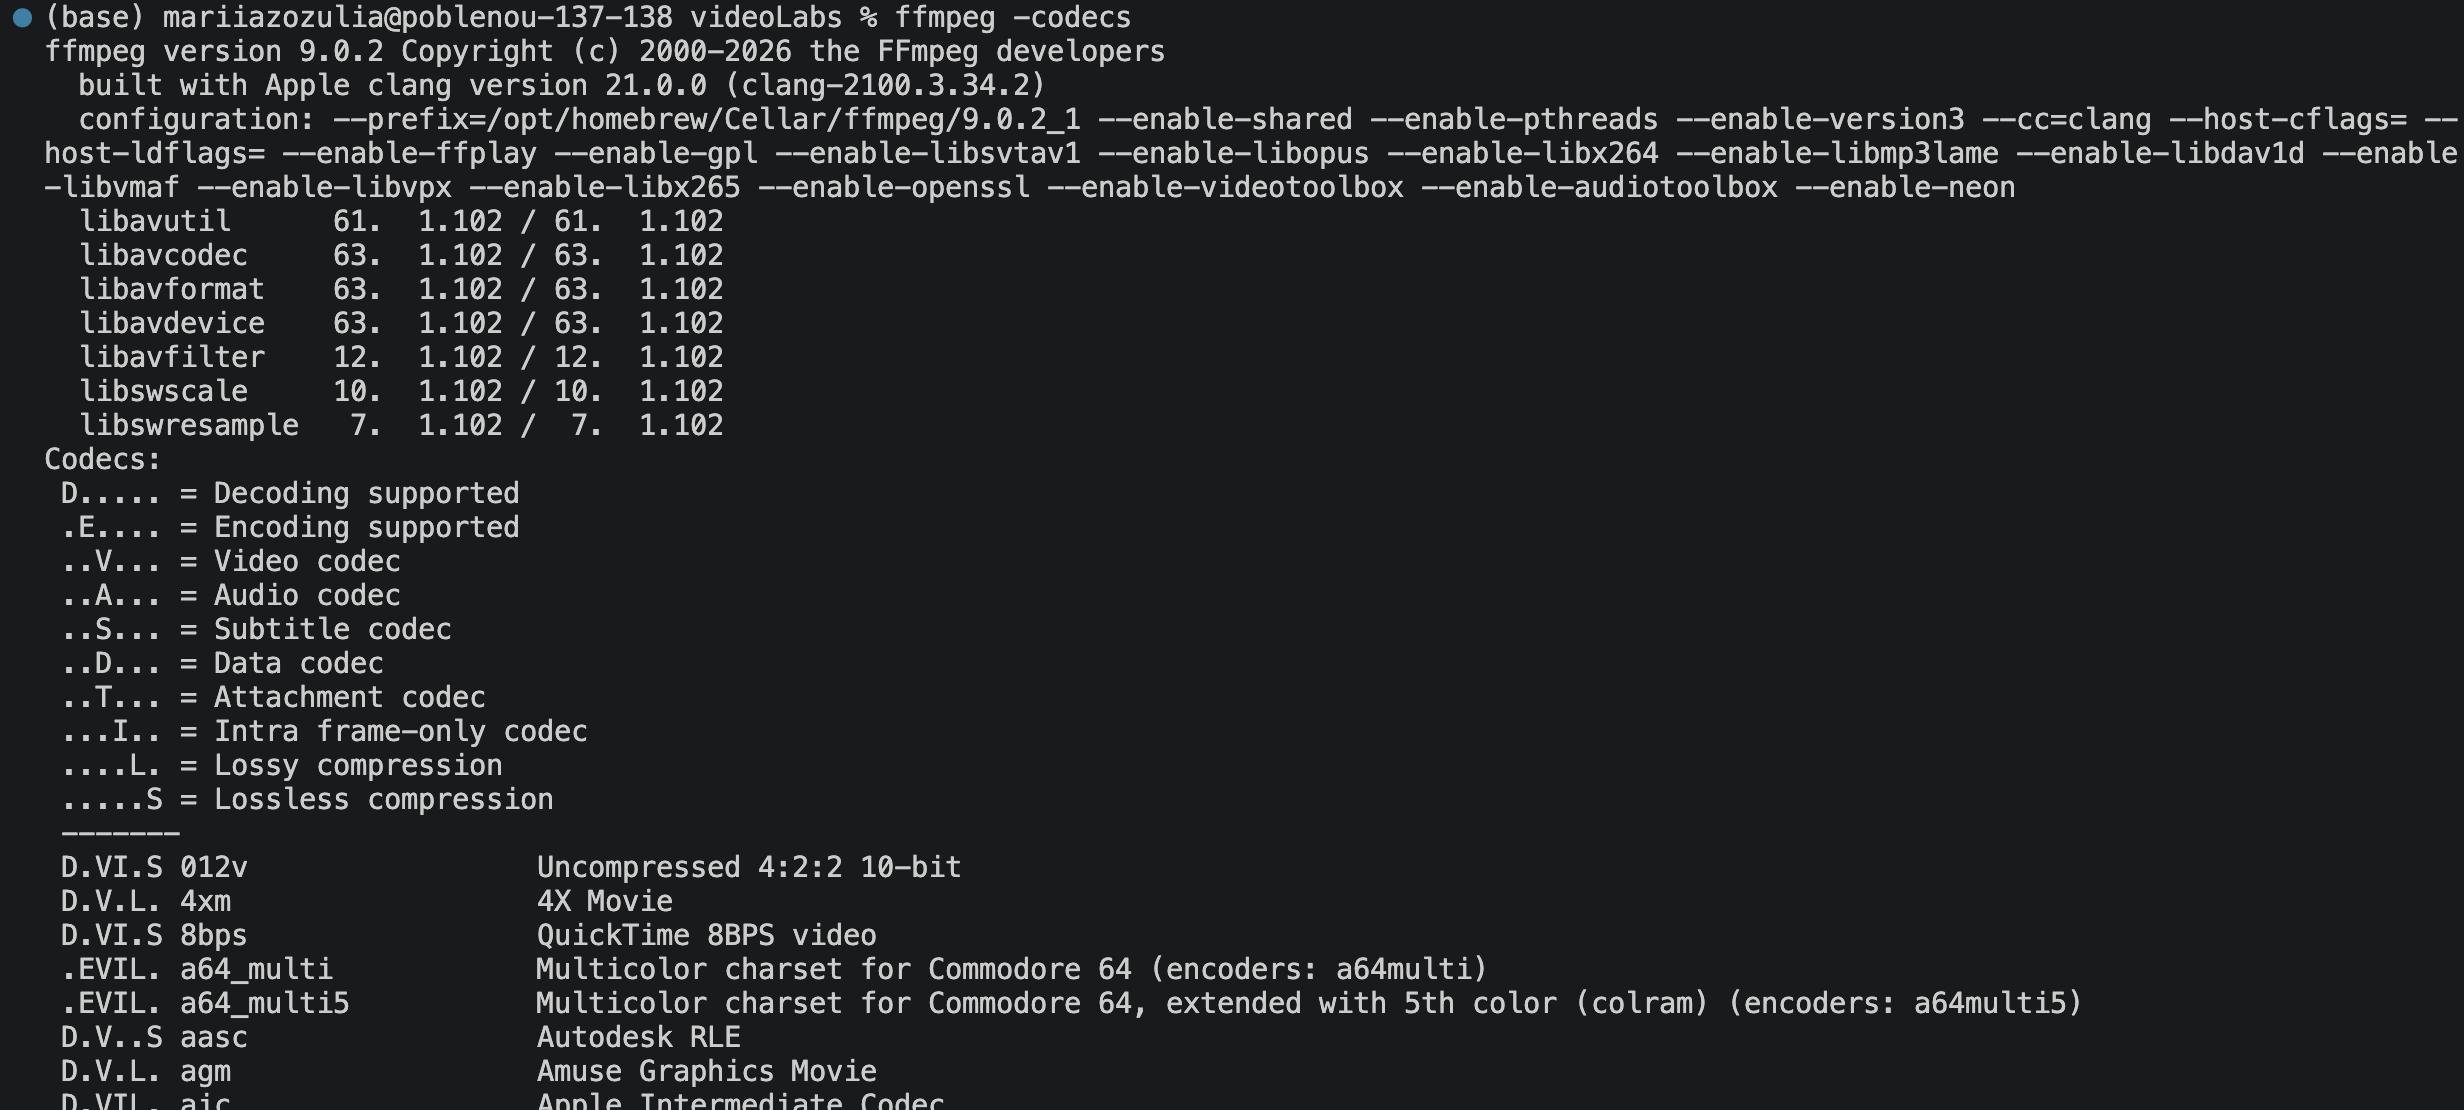 (base) mariiazozulia@poblenou-137-138 videoLabs % ffmpeg -codecs
ffmpeg version 9.0.2 Copyright (c) 2000-2026 the FFmpeg developers
  built with Apple clang version 21.0.0 (clang-2100.3.34.2)
  configuration: --prefix=/opt/homebrew/Cellar/ffmpeg/9.0.2_1 --enable-shared --enable-pthreads --enable-version3 --cc=clang --host-cflags= --
host-ldflags= --enable-ffplay --enable-gpl --enable-libsvtav1 --enable-libopus --enable-libx264 --enable-libmp3lame --enable-libdav1d --enable
-libvmaf --enable-libvpx --enable-libx265 --enable-openssl --enable-videotoolbox --enable-audiotoolbox --enable-neon
  libavutil      61.  1.102 / 61.  1.102
  libavcodec     63.  1.102 / 63.  1.102
  libavformat    63.  1.102 / 63.  1.102
  libavdevice    63.  1.102 / 63.  1.102
  libavfilter    12.  1.102 / 12.  1.102
  libswscale     10.  1.102 / 10.  1.102
  libswresample   7.  1.102 /  7.  1.102
Codecs:
 D..... = Decoding supported
 .E.... = Encoding supported
 ..V... = Video codec
 ..A... = Audio codec
 ..S... = Subtitle codec
 ..D... = Data codec
 ..T... = Attachment codec
 ...I.. = Intra frame-only codec
 ....L. = Lossy compression
 .....S = Lossless compression
 -------
 D.VI.S 012v                 Uncompressed 4:2:2 10-bit
 D.V.L. 4xm                  4X Movie
 D.VI.S 8bps                 QuickTime 8BPS video
 .EVIL. a64_multi            Multicolor charset for Commodore 64 (encoders: a64multi)
 .EVIL. a64_multi5           Multicolor charset for Commodore 64, extended with 5th color (colram) (encoders: a64multi5)
 D.V..S aasc                 Autodesk RLE
 D.V.L. agm                  Amuse Graphics Movie
 D.VIL. aic                  Apple Intermediate Codec